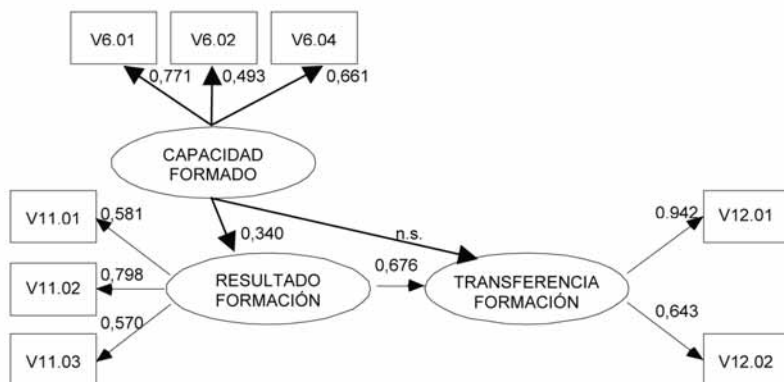 V6.01
V6.02
V6.04
0,771
0,493
0,661
CAPACIDAD
FORMADO
V11.01
0,581
0,340
n.s.
0.942
V12.01
V11.02
0,798
RESULTADO
FORMACIÓN
0,676
TRANSFERENCIA
FORMACIÓN
V11.03
0,570
0,643
V12.02